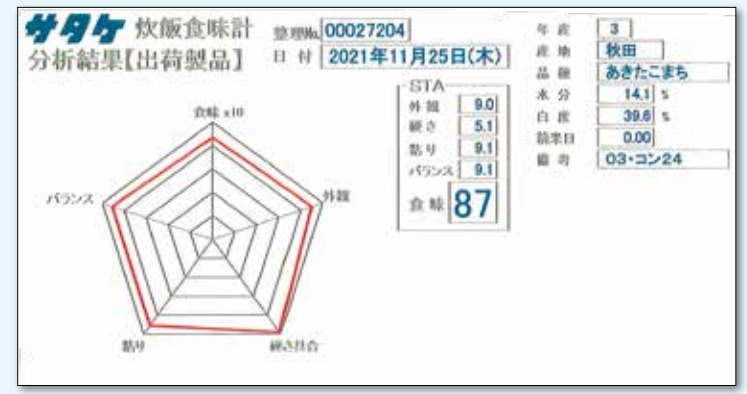 サタケ 炊飯食味計
分析結果【出荷製品】
整理No. 00027204
日付 2021年11月25日(木)
STA
外観 9.0
硬さ 5.1
粘り 9.1
バランス 9.1
食味 87
年産 3
産地 秋田
品種 あきたこまち
水分 14.1 %
白度 39.6 %
備考 03・コン24
0.00
食味 x10
外観
硬さ具合
粘り
バランス